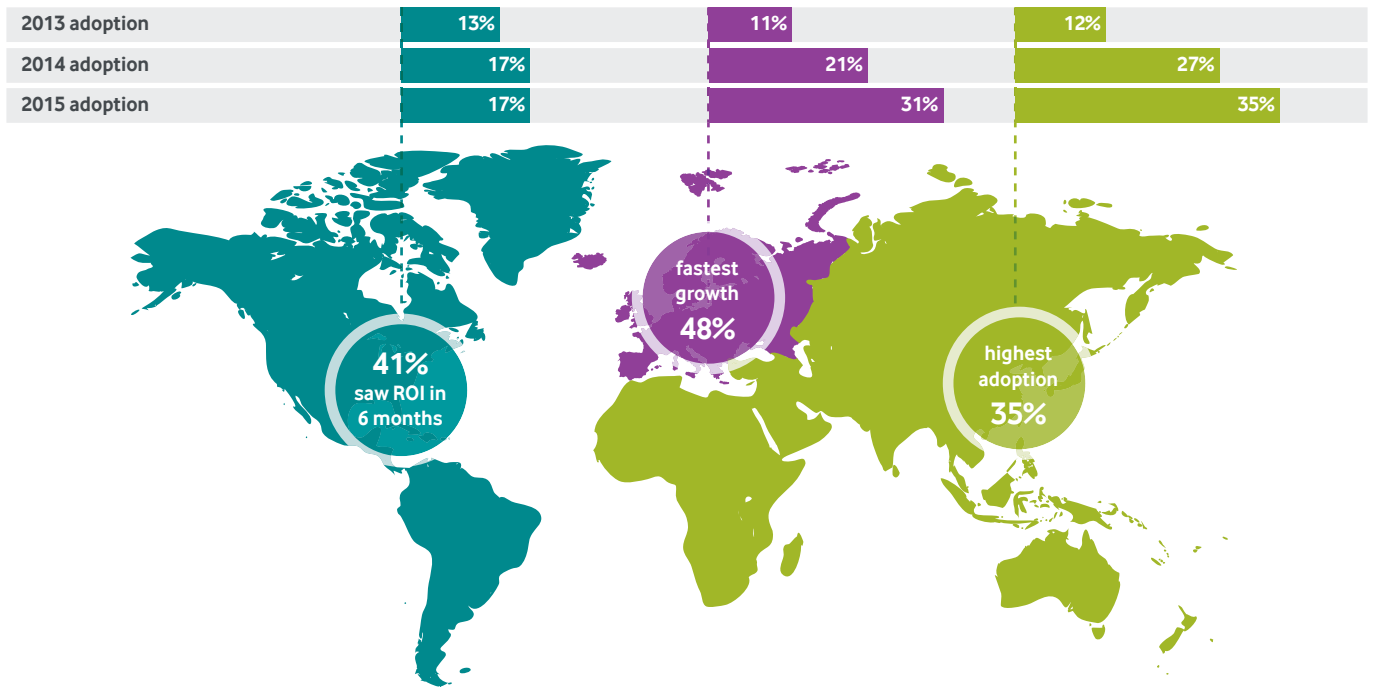 2013 adoption 13% 11% 12%
2014 adoption 17% 21% 27%
2015 adoption 17% 31% 35%
fastest
growth
48%
41%
saw ROI in
6 months
highest
adoption
35%